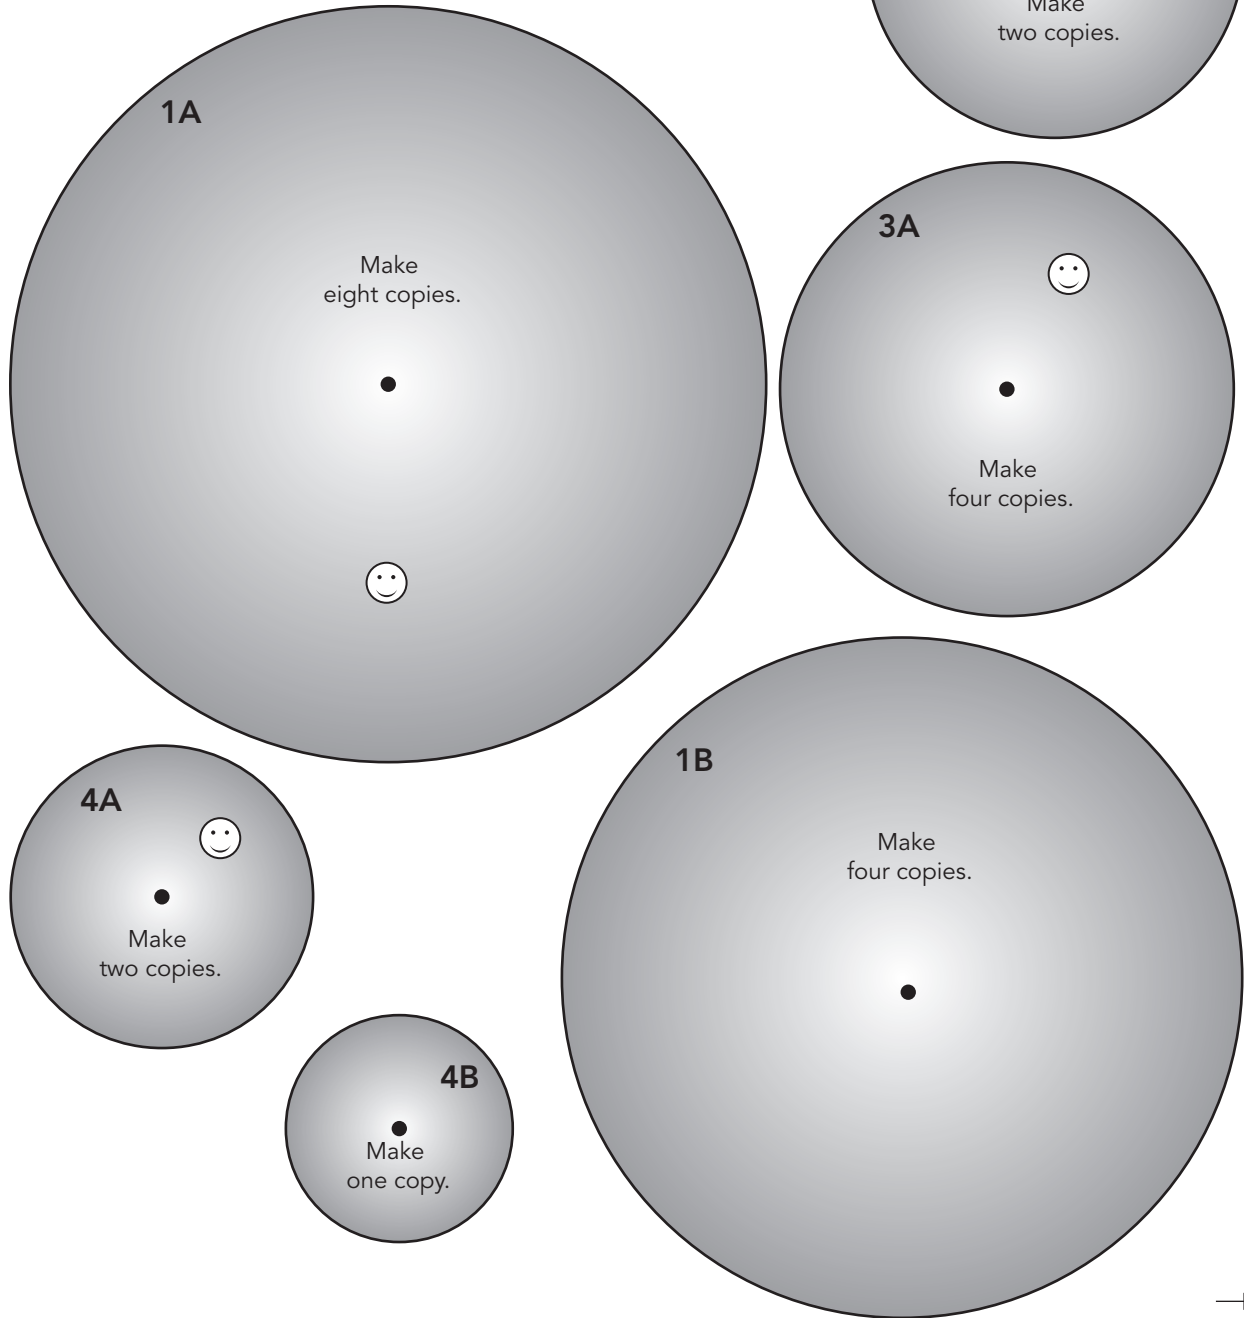 Make
two copies.
1A
Make
eight copies.
3A
Make
four copies.
4A
Make
two copies.
1B
Make
four copies.
4B
Make
one copy.